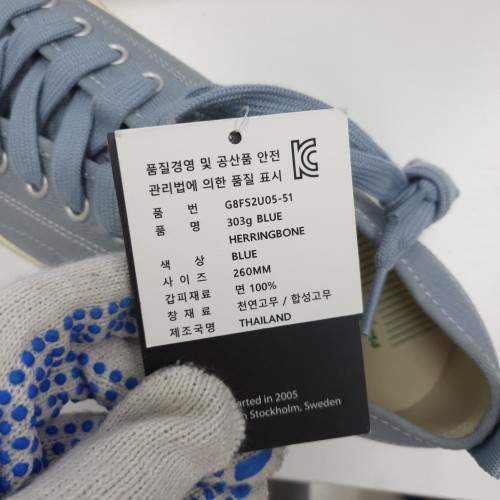 품질경영 및 공산품 안전
관리법에 의한 품질 표시
품 번 G8FS2U05-51
품 명 303g BLUE
HERRINGBONE
색 상 BLUE
사 이 즈 260MM
갑피재료 면 100%
창 재 료 천연고무 / 합성고무
제조국명 THAILAND
arted in 2005
Stockholm, Sweden